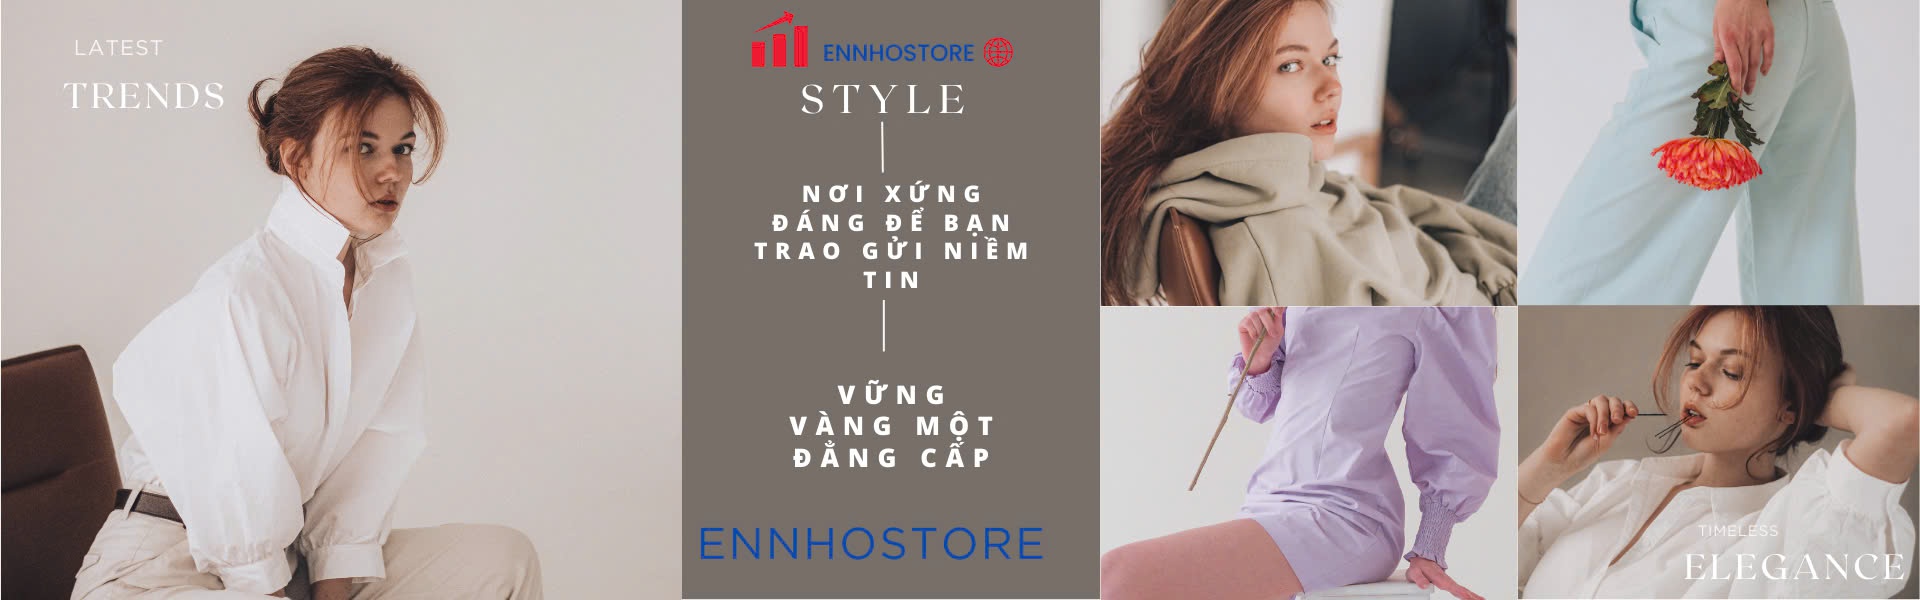 LATEST
TRENDS
ENNHOSTORE
STYLE
NƠI XỨNG
ĐÁNG ĐỂ BẠN
TRAO GỬI NIỀM
TIN
VỮNG
VÀNG MỘT
ĐẲNG CẤP
ENNHOSTORE
TIMELESS
ELEGANCE